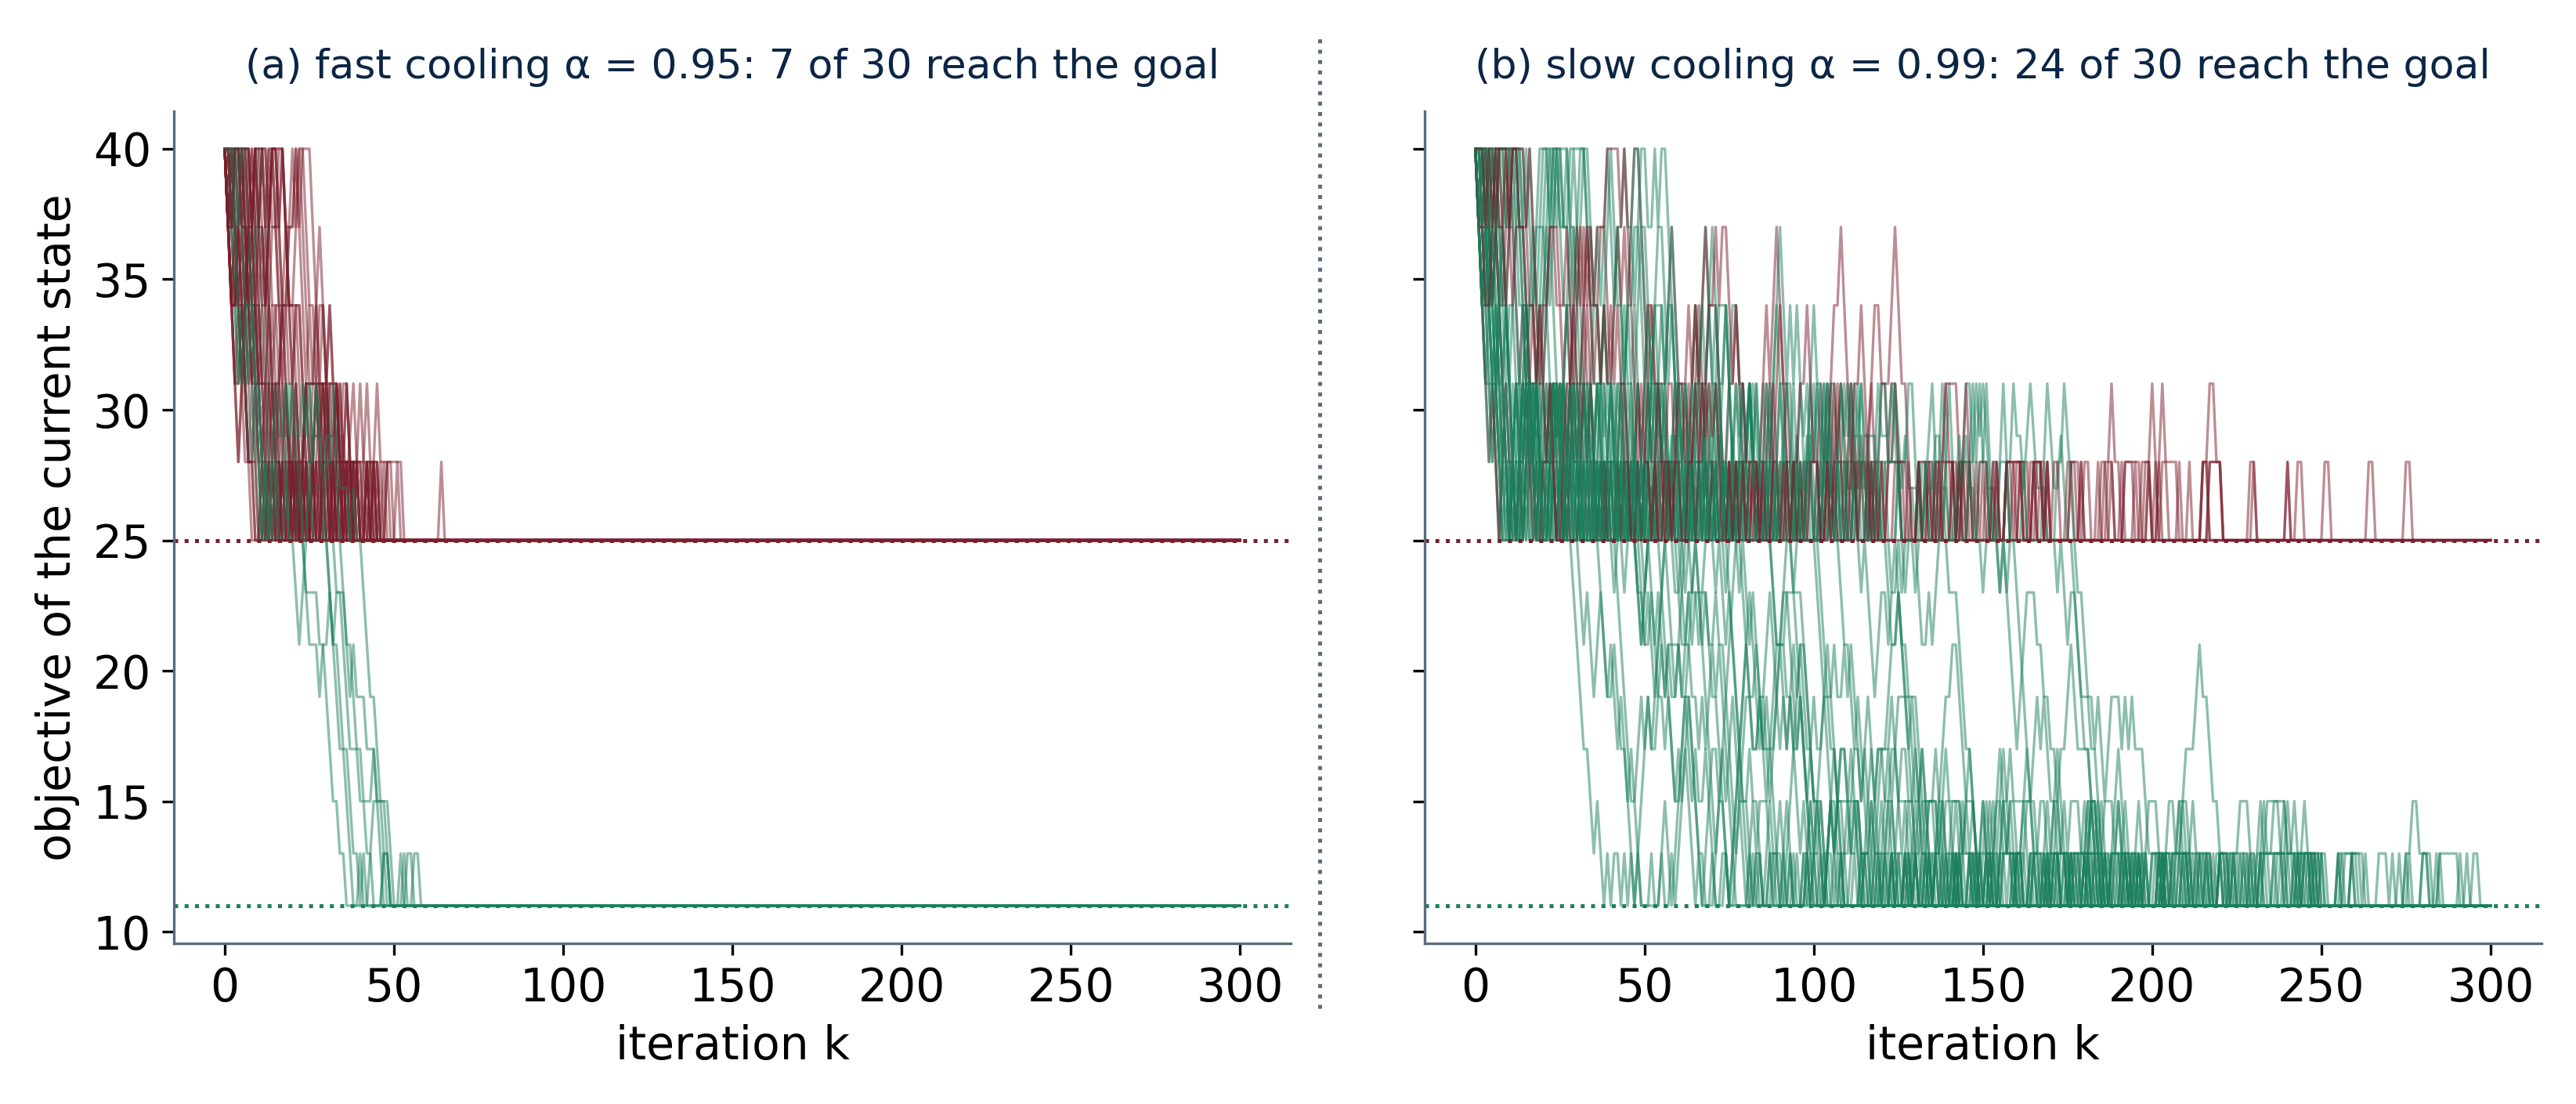 (a) fast cooling α = 0.95: 7 of 30 reach the goal
objective of the current state
40
35
30
25
20
15
10
0 50 100 150 200 250 300
iteration k
(b) slow cooling α = 0.99: 24 of 30 reach the goal
0 50 100 150 200 250 300
iteration k